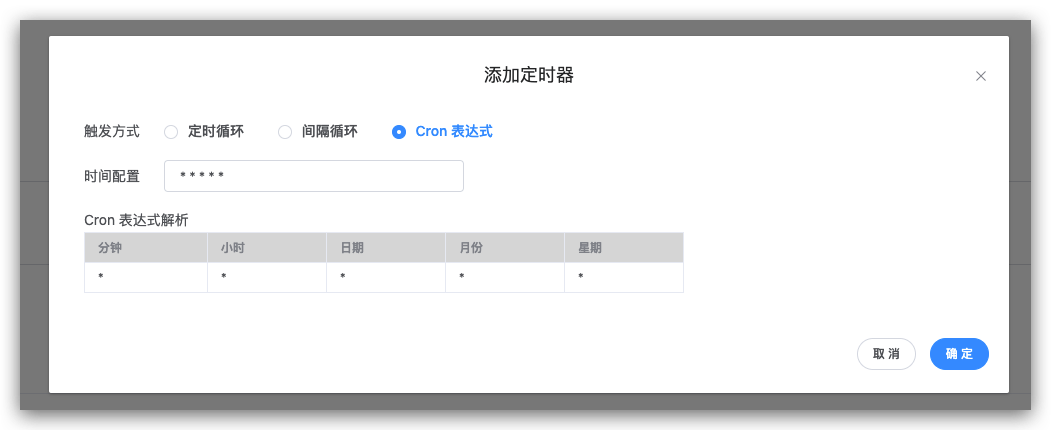 添加定时器
触发方式 定时循环 间隔循环 Cron 表达式
时间配置 * * * * *
Cron 表达式解析
分钟 小时 日期 月份 星期
* * * * *
取 消 确 定